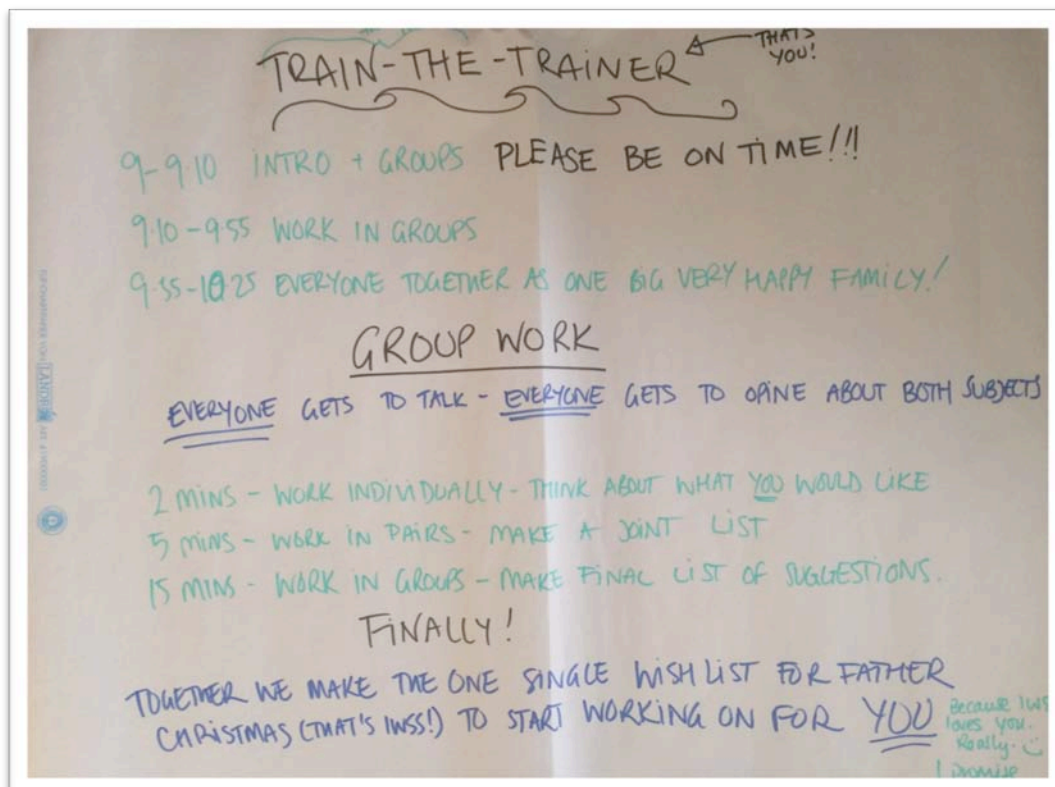 THAT'S
YOU!
TRAIN-THE-TRAINER
9-9.10 INTRO + GROUPS PLEASE BE ON TIME!!!
9.10-9.55 WORK IN GROUPS
9.55-10.25 EVERYONE TOGETHER AS ONE BIG VERY HAPPY FAMILY!
GROUP WORK
EVERYONE GETS TO TALK - EVERYONE GETS TO OPINE ABOUT BOTH SUBJECTS
2 MINS - WORK INDIVIDUALLY - THINK ABOUT WHAT YOU WOULD LIKE
5 MINS - WORK IN PAIRS - MAKE A JOINT LIST
15 MINS - WORK IN GROUPS - MAKE FINAL LIST OF SUGGESTIONS.
FINALLY!
TOGETHER WE MAKE THE ONE SINGLE WISH LIST FOR FATHER
CHRISTMAS (THAT'S IWSS!) TO START WORKING ON FOR YOU
Because IWS
loves you.
Really.
I promise
LANDRÉ